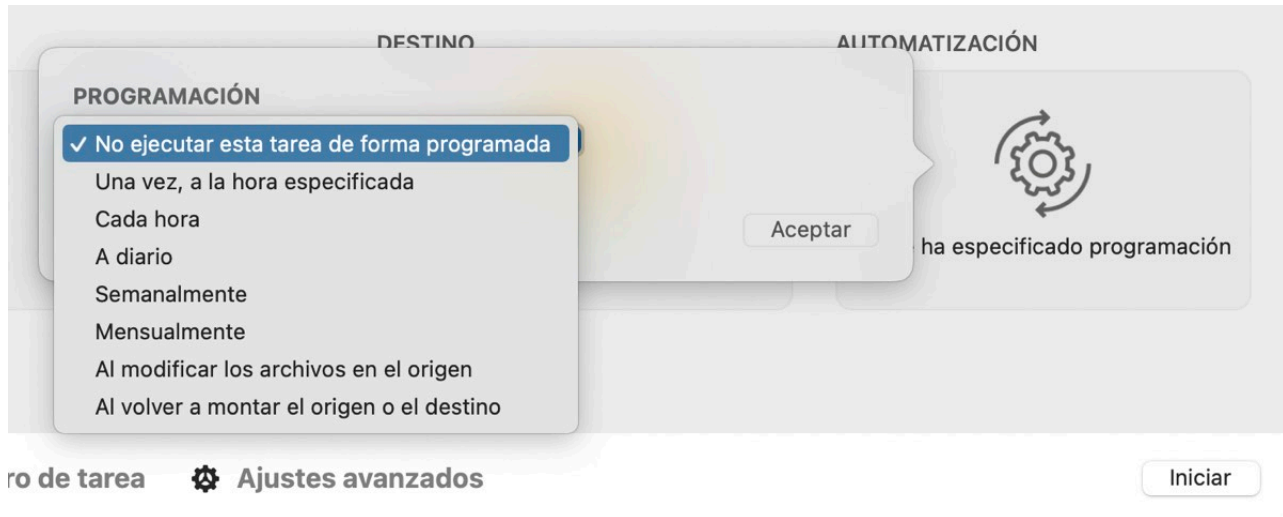 DESTINO
AUTOMATIZACIÓN
PROGRAMACIÓN
No ejecutar esta tarea de forma programada
Una vez, a la hora especificada
Cada hora
A diario
Semanalmente
Mensualmente
Al modificar los archivos en el origen
Al volver a montar el origen o el destino
Aceptar
ha especificado programación
ro de tarea
Ajustes avanzados
Iniciar